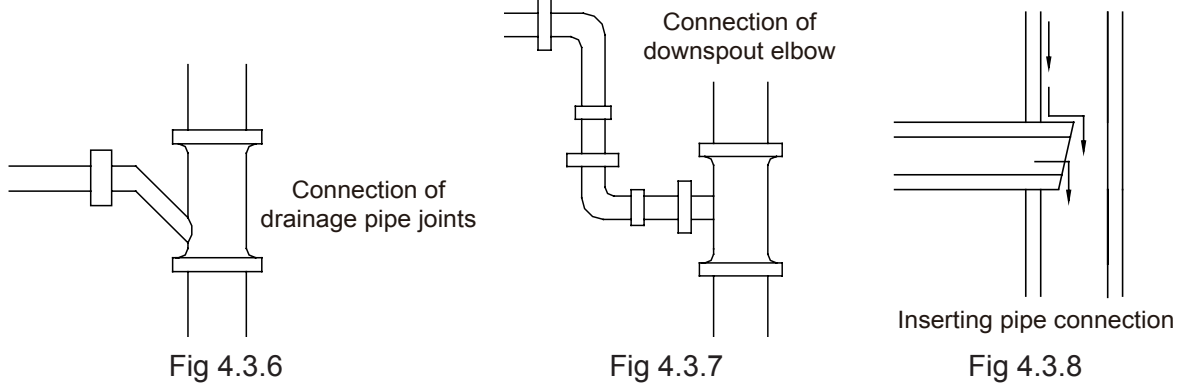 Connection of
drainage pipe joints
Fig 4.3.6
Connection of
downspout elbow
Fig 4.3.7
Inserting pipe connection
Fig 4.3.8